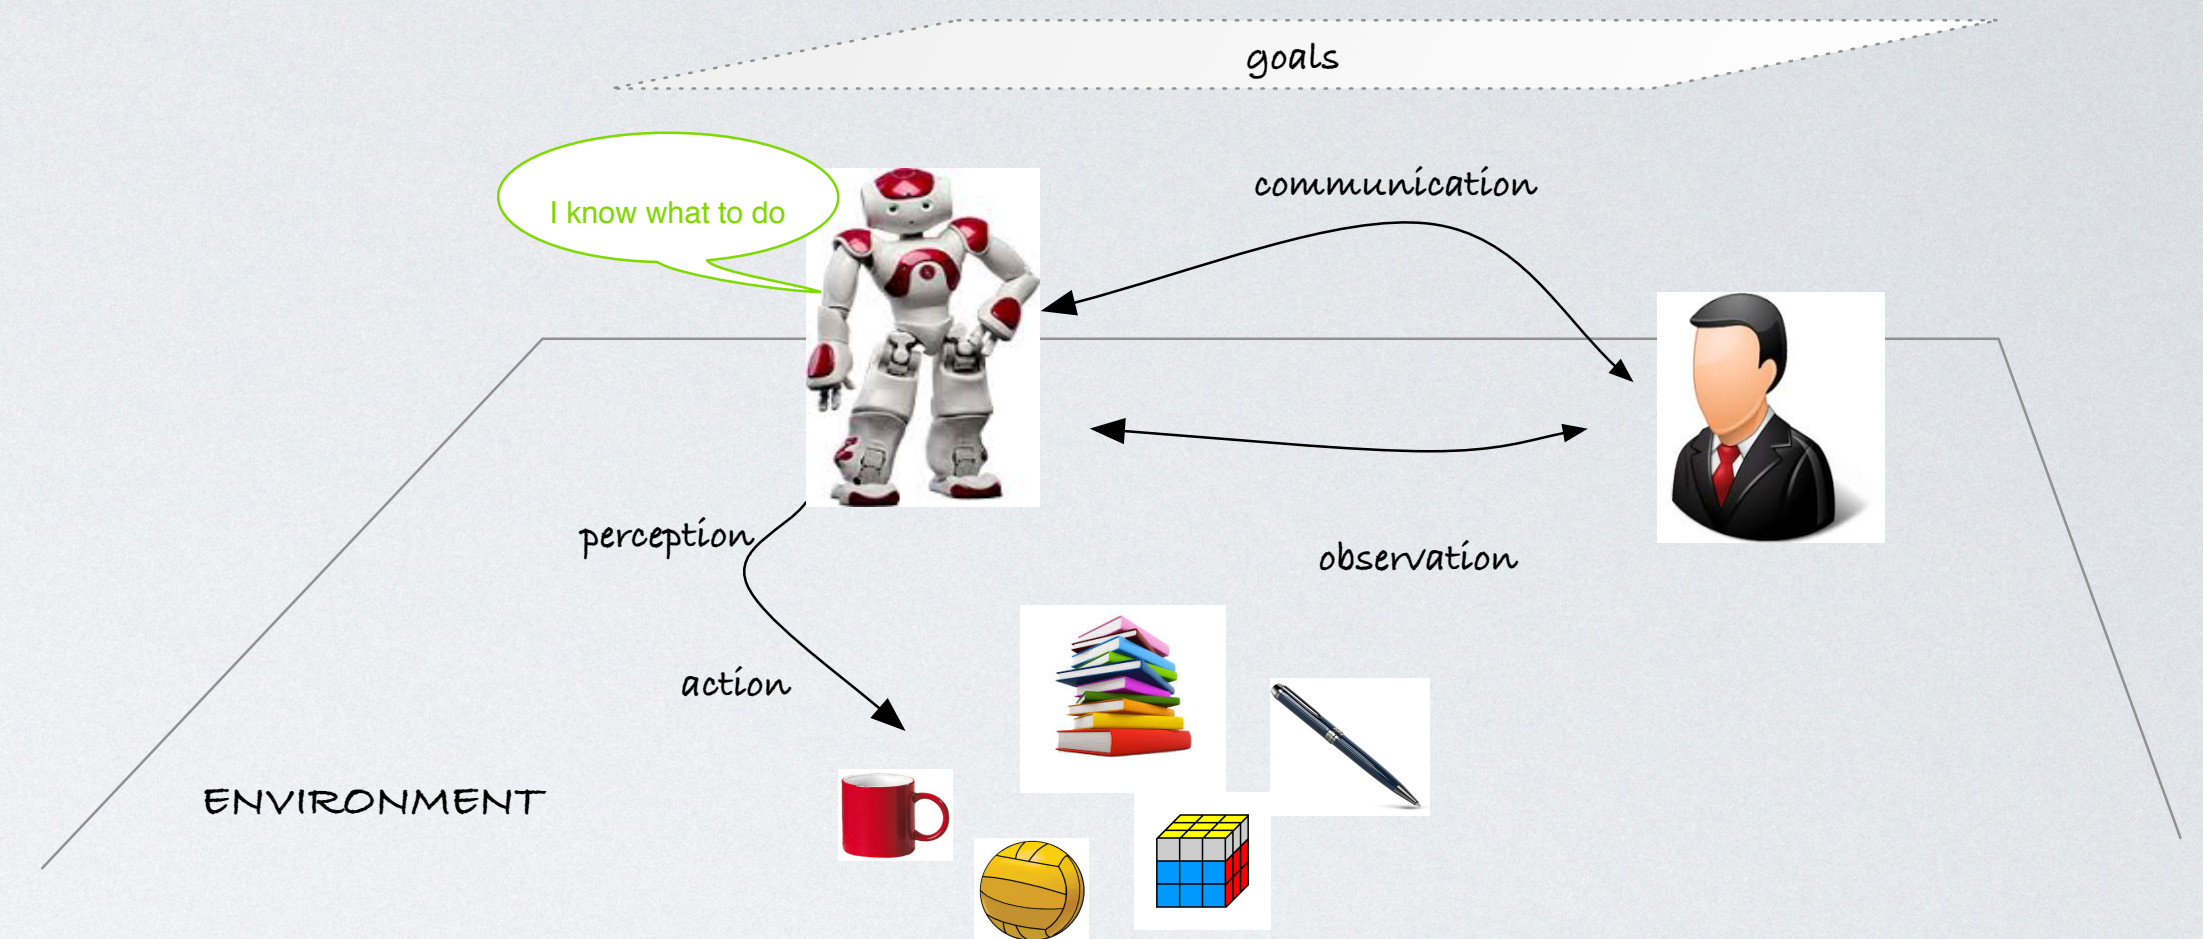 goals
I know what to do
communication
perception
observation
action
ENVIRONMENT